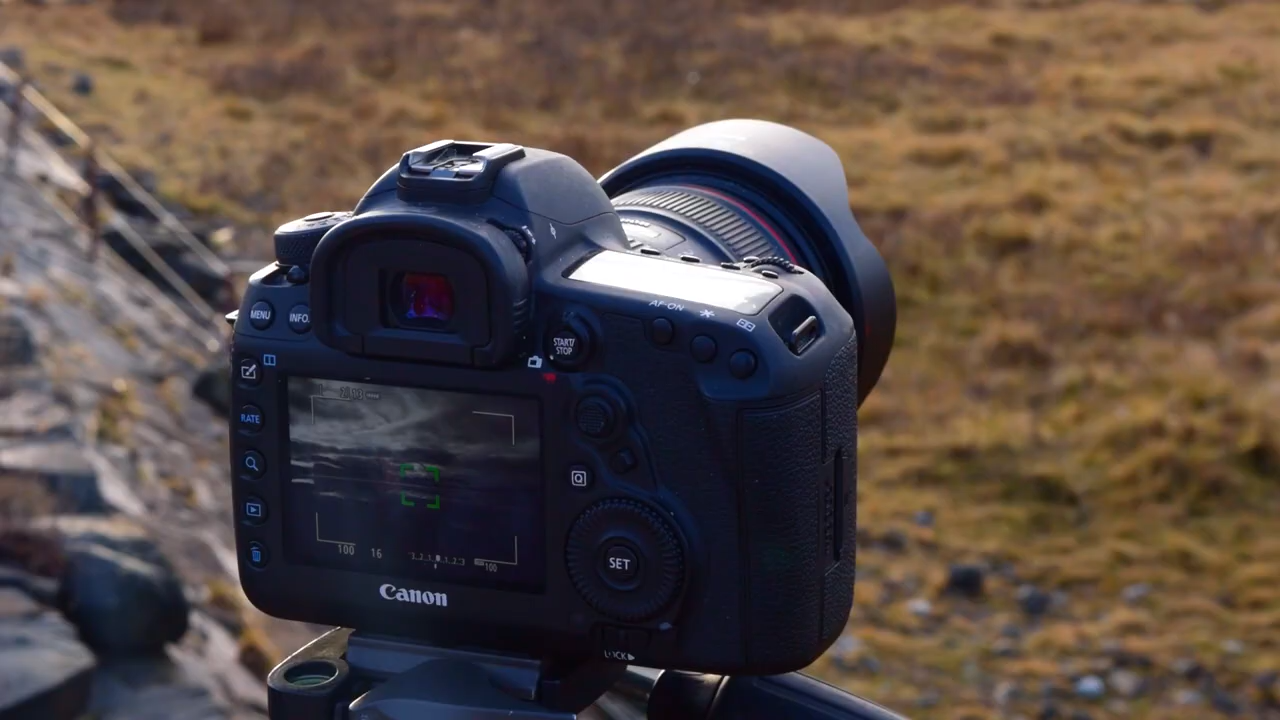 MENU
INFO.
AF-ON
START/
STOP
RATE
Q
100 16
100
SET
Canon
LOCK▶